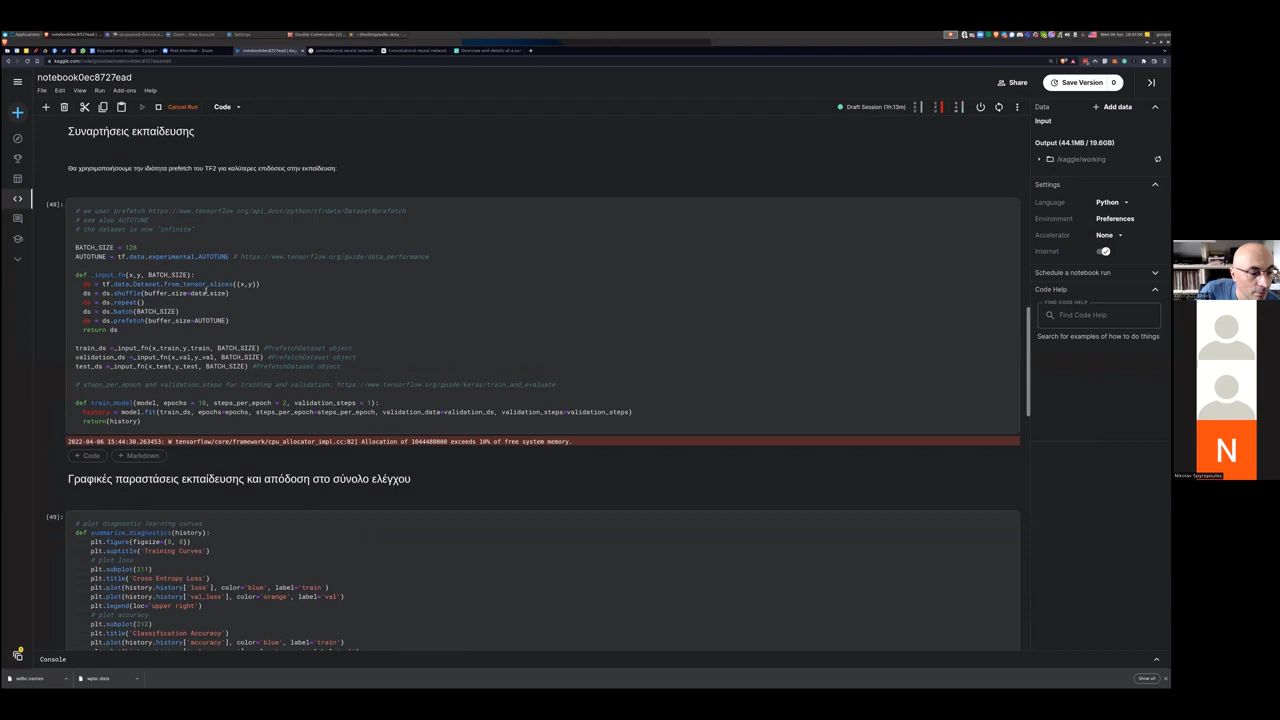 Applications
Settings
notebook0ec8727ead
File Edit View Run Add-ons Help
Share
Save Version 0
Cancel Run
Code
Draft Session (1h:13m)
Data
Add data
Input
Output (44.1MB / 19.6GB)
/kaggle/working
Settings
Language Python
Environment Preferences
Accelerator None
Internet
Schedule a notebook run
Code Help
FIND CODE HELP
Find Code Help
Search for examples of how to do things
Συναρτήσεις εκπαίδευσης
Θα χρησιμοποιήσουμε την ιδιότητα prefetch του TF2 για καλύτερες επιδόσεις στην εκπαίδευση:
[48]:
# we user prefetch https://www.tensorflow.org/api_docs/python/tf/data/Dataset#prefetch
# see also AUTOTUNE
# the dataset is now "infinite"
BATCH_SIZE = 128
AUTOTUNE = tf.data.experimental.AUTOTUNE # https://www.tensorflow.org/guide/data_performance
def _input_fn(x,y, BATCH_SIZE):
ds = tf.data.Dataset.from_tensor_slices((x,y))
ds = ds.shuffle(buffer_size=data_size)
ds = ds.repeat()
ds = ds.batch(BATCH_SIZE)
ds = ds.prefetch(buffer_size=AUTOTUNE)
return ds
train_ds =_input_fn(x_train,y_train, BATCH_SIZE) #PrefetchDataset object
validation_ds =_input_fn(x_val,y_val, BATCH_SIZE) #PrefetchDataset object
test_ds =_input_fn(x_test,y_test, BATCH_SIZE) #PrefetchDataset object
# steps_per_epoch and validation_steps for training and validation: https://www.tensorflow.org/guide/keras/train_and_evaluate
def train_model(model, epochs = 10, steps_per_epoch = 2, validation_steps = 1):
history = model.fit(train_ds, epochs=epochs, steps_per_epoch=steps_per_epoch, validation_data=validation_ds, validation_steps=validation_steps)
return(history)
2022-04-06 15:44:30.263453: W tensorflow/core/framework/cpu_allocator_impl.cc:82] Allocation of 1044480000 exceeds 10% of free system memory.
+ Code + Markdown
Γραφικές παραστάσεις εκπαίδευσης και απόδοση στο σύνολο ελέγχου
[49]:
# plot diagnostic learning curves
def summarize_diagnostics(history):
plt.figure(figsize=(8, 8))
plt.suptitle('Training Curves')
# plot loss
plt.subplot(211)
plt.title('Cross Entropy Loss')
plt.plot(history.history['loss'], color='blue', label='train')
plt.plot(history.history['val_loss'], color='orange', label='val')
plt.legend(loc='upper right')
# plot accuracy
plt.subplot(212)
plt.title('Classification Accuracy')
plt.plot(history.history['accuracy'], color='blue', label='train')
Console
wdbc.names
wpbc.data
Show all
N
Nikolas Spyropoulos